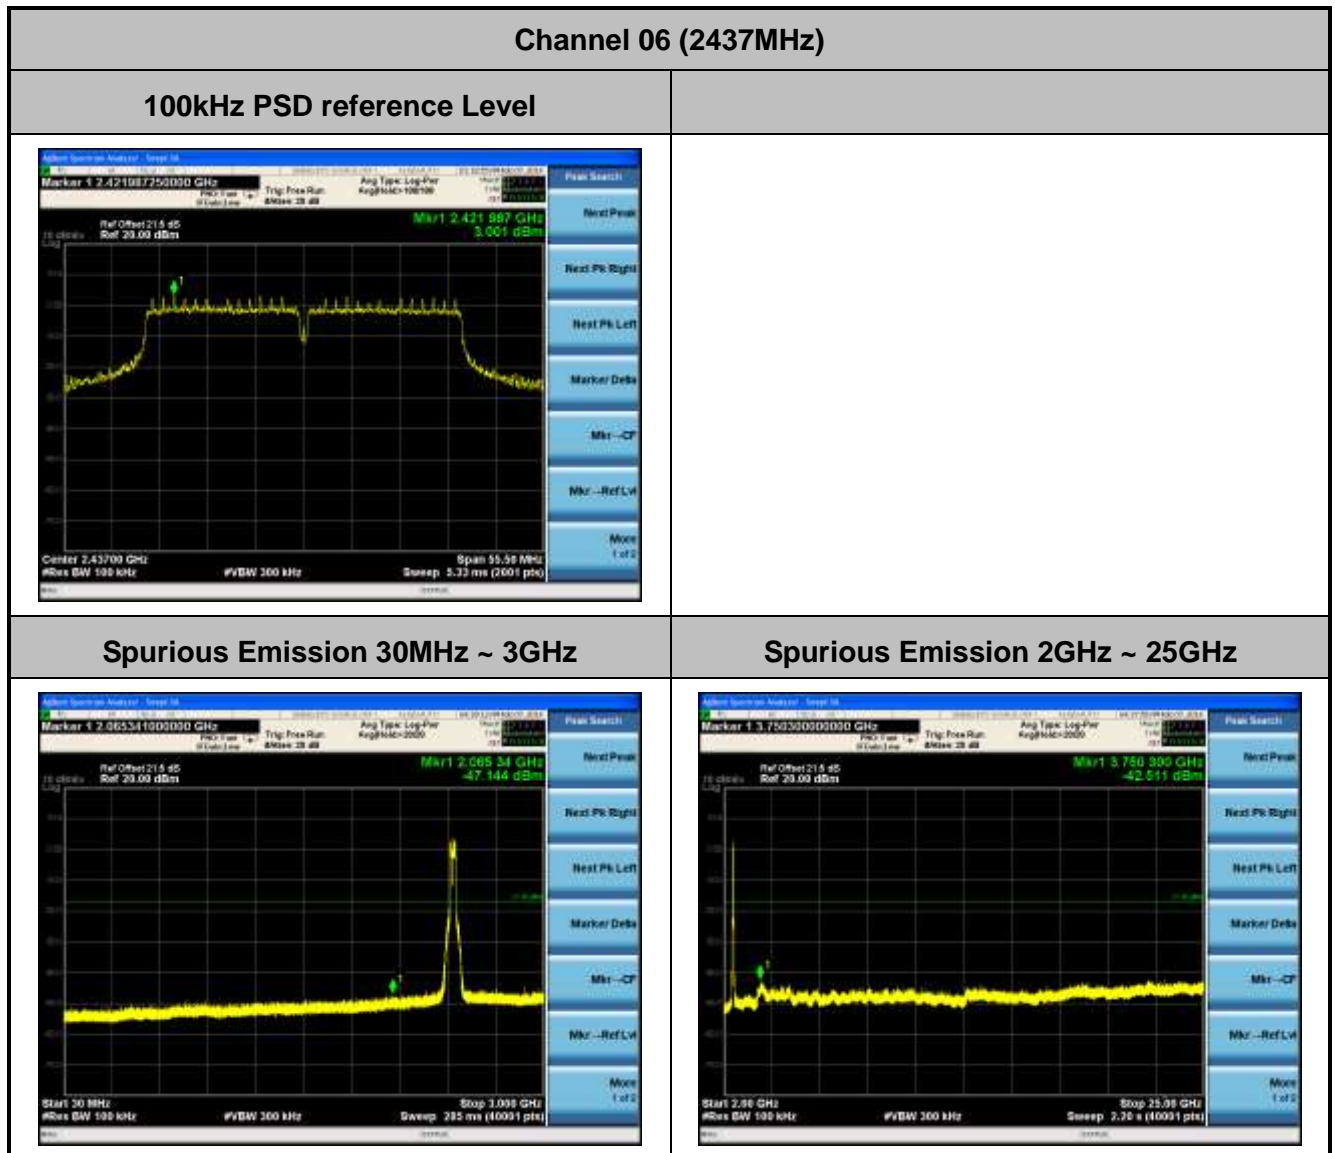 Channel 06 (2437MHz)
100kHz PSD reference Level
Marker 1 2.421987250000 GHz
Trig: Free Run
Avg Type: Log-Pwr
Avg|Hold:>100/100
Peak Search
Ref Offset 21.5 dB
Ref 20.00 dBm
Mkr1 2.421 987 GHz
3.001 dBm
Next Peak
Next Pk Right
Next Pk Left
Marker Delta
Mkr→CF
Mkr→Ref Lvl
More
1 of 2
Center 2.43700 GHz
#Res BW 100 kHz
#VBW 300 kHz
Span 55.56 MHz
Sweep 5.33 ms (2001 pts)
Spurious Emission 30MHz ~ 3GHz
Spurious Emission 2GHz ~ 25GHz
Marker 1 2.065341000000 GHz
Trig: Free Run
Avg Type: Log-Pwr
Peak Search
Ref Offset 21.5 dB
Ref 20.00 dBm
Mkr1 2.065 34 GHz
-47.144 dBm
Next Peak
Next Pk Right
Next Pk Left
Marker Delta
Mkr→CF
Mkr→Ref Lvl
More
1 of 2
Start 30 MHz
#Res BW 100 kHz
#VBW 300 kHz
Stop 3.000 GHz
Sweep 285 ms (40001 pts)
Marker 1 3.750300000000 GHz
Trig: Free Run
Avg Type: Log-Pwr
Peak Search
Ref Offset 21.5 dB
Ref 20.00 dBm
Mkr1 3.750 300 GHz
-42.511 dBm
Next Peak
Next Pk Right
Next Pk Left
Marker Delta
Mkr→CF
Mkr→Ref Lvl
More
1 of 2
Start 2.00 GHz
#Res BW 100 kHz
#VBW 300 kHz
Stop 25.00 GHz
Sweep 2.20 s (40001 pts)